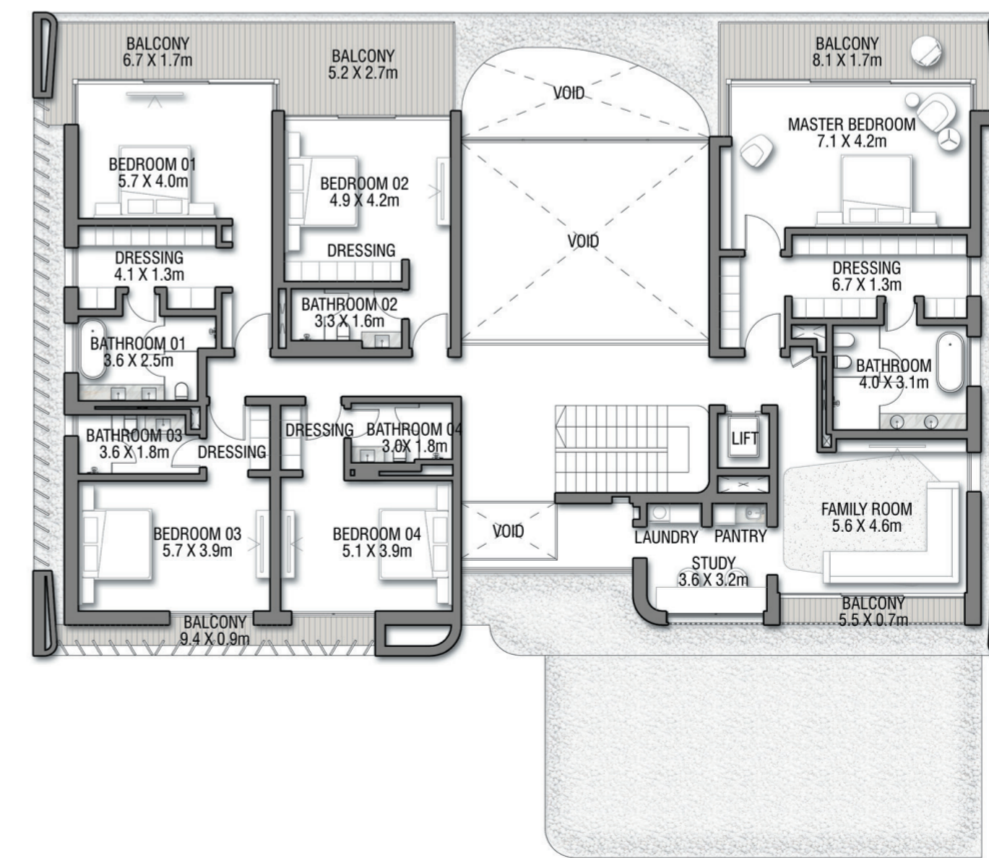 BALCONY
6.7 X 1.7m
BALCONY
5.2 X 2.7m
VOID
BALCONY
8.1 X 1.7m
MASTER BEDROOM
7.1 X 4.2m
BEDROOM 01
5.7 X 4.0m
BEDROOM 02
4.9 X 4.2m
VOID
DRESSING
DRESSING
4.1 X 1.3m
DRESSING
6.7 X 1.3m
BATHROOM 02
3.3 X 1.6m
BATHROOM 01
3.6 X 2.5m
BATHROOM
4.0 X 3.1m
BATHROOM 03
3.6 X 1.8m
DRESSING
DRESSING
BATHROOM 04
3.6X 1.8m
LIFT
BEDROOM 03
5.7 X 3.9m
BEDROOM 04
5.1 X 3.9m
VOID
LAUNDRY
PANTRY
FAMILY ROOM
5.6 X 4.6m
STUDY
3.6 X 3.2m
BALCONY
9.4 X 0.9m
BALCONY
5.5 X 0.7m